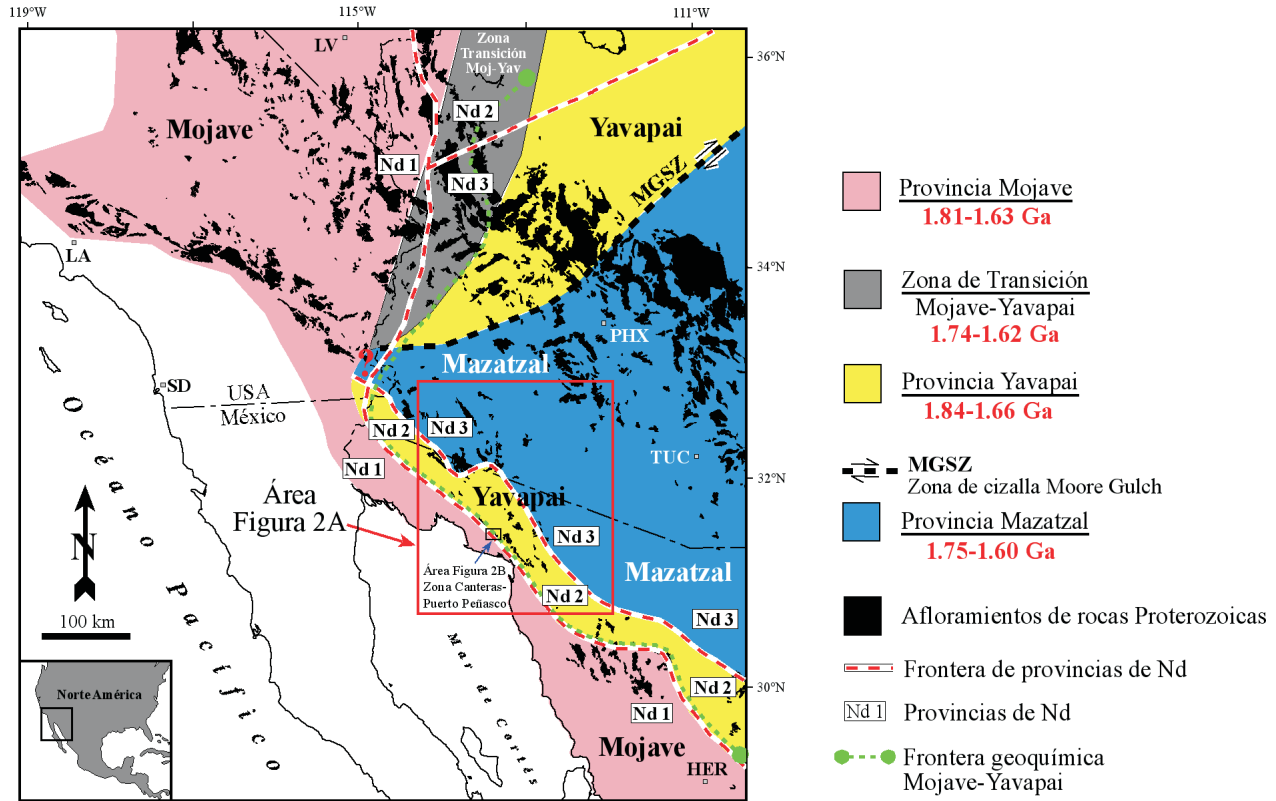 119°W
115°W
111°W
LV
Zona
Transición
Moj-Yav
36°N
Mojave
Nd 2
Yavapai
Nd 1
Nd 3
MGSZ
LA
34°N
PHX
Mazatzal
SD
USA
México
Nd 2
Nd 3
Nd 1
TUC
32°N
Área
Figura 2A
Yavapai
Nd 3
Área Figura 2B
Zona Canteras-
Puerto Peñasco
Mazatzal
Nd 2
Nd 3
N
100 km
Océano Pacífico
Mar de Cortés
30°N
Nd 2
Nd 1
Mojave
HER
Norte América
Provincia Mojave
1.81-1.63 Ga
Zona de Transición
Mojave-Yavapai
1.74-1.62 Ga
Provincia Yavapai
1.84-1.66 Ga
MGSZ
Zona de cizalla Moore Gulch
Provincia Mazatzal
1.75-1.60 Ga
Afloramientos de rocas Proterozoicas
Frontera de provincias de Nd
Nd 1
Provincias de Nd
Frontera geoquímica
Mojave-Yavapai